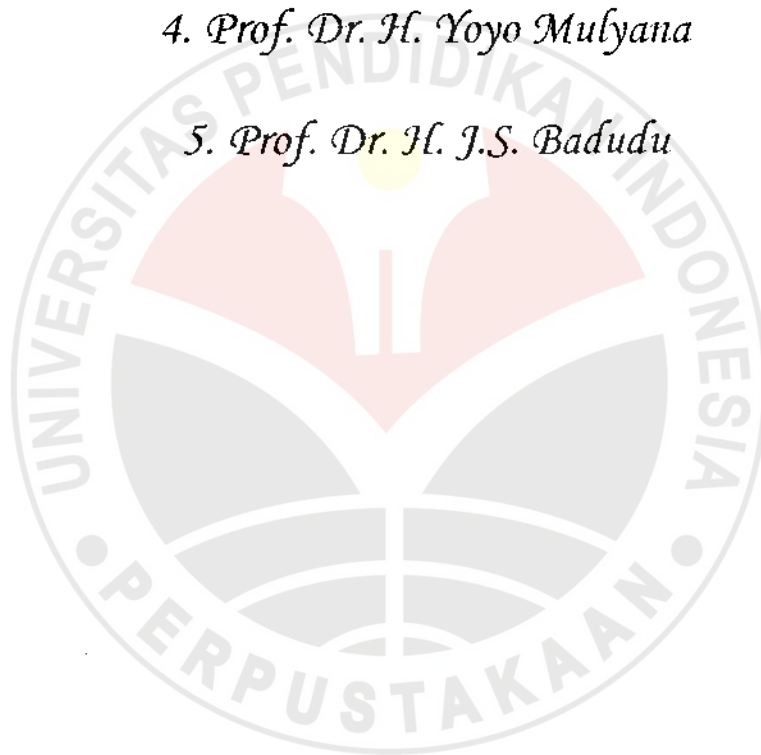 4. Prof. Dr. H. Yoyo Mulyana
5. Prof. Dr. H. J.S. Badudu
UNIVERSITAS PENDIDIKAN INDONESIA
PERPUSTAKAAN